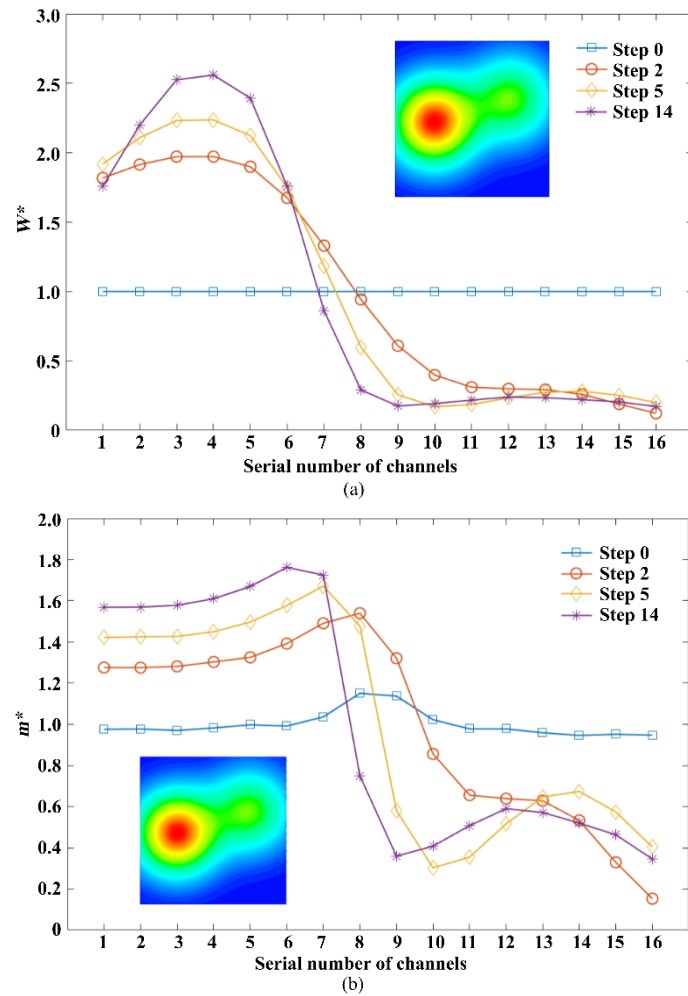 3.0
2.5
2.0
1.5
1.0
0.5
0
W*
Step 0
Step 2
Step 5
Step 14
1 2 3 4 5 6 7 8 9 10 11 12 13 14 15 16
Serial number of channels
(a)
2.0
1.8
1.6
1.4
1.2
1.0
0.8
0.6
0.4
0.2
0
m*
Step 0
Step 2
Step 5
Step 14
1 2 3 4 5 6 7 8 9 10 11 12 13 14 15 16
Serial number of channels
(b)